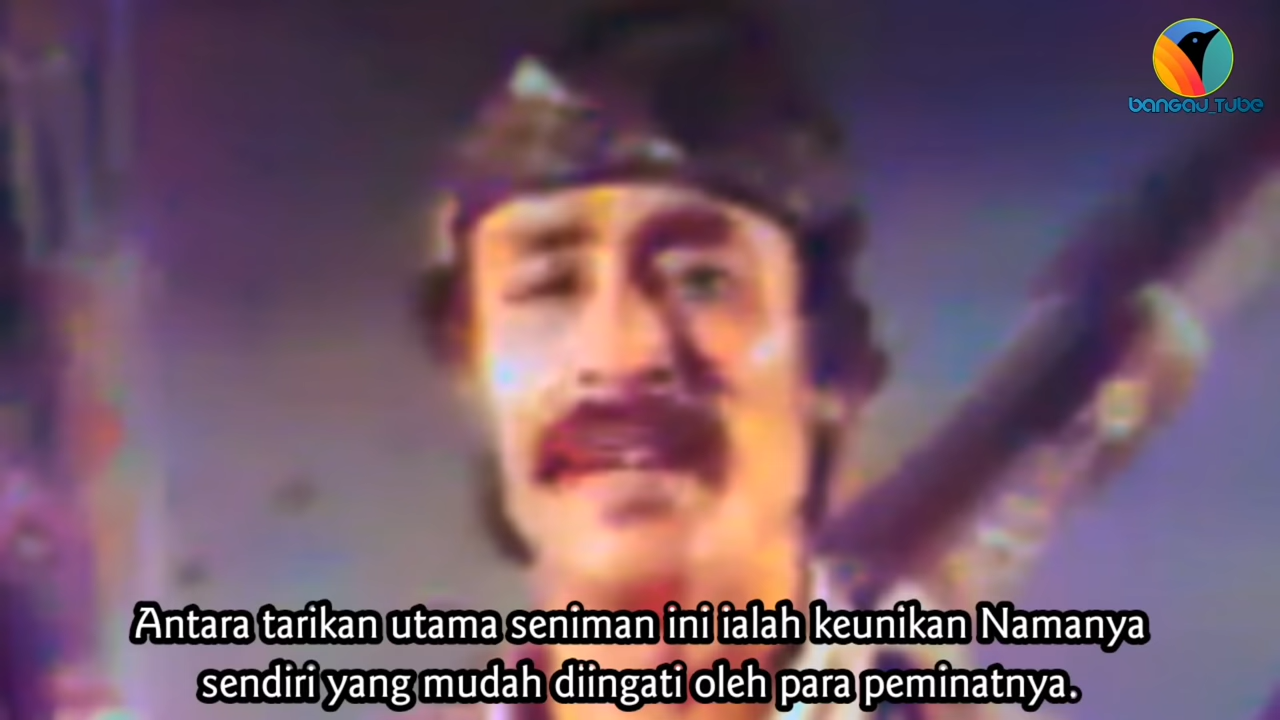 BANGAU_TUBE
Antara tarikan utama seniman ini ialah keunikan Namanya
sendiri yang mudah diingati oleh para peminatnya.